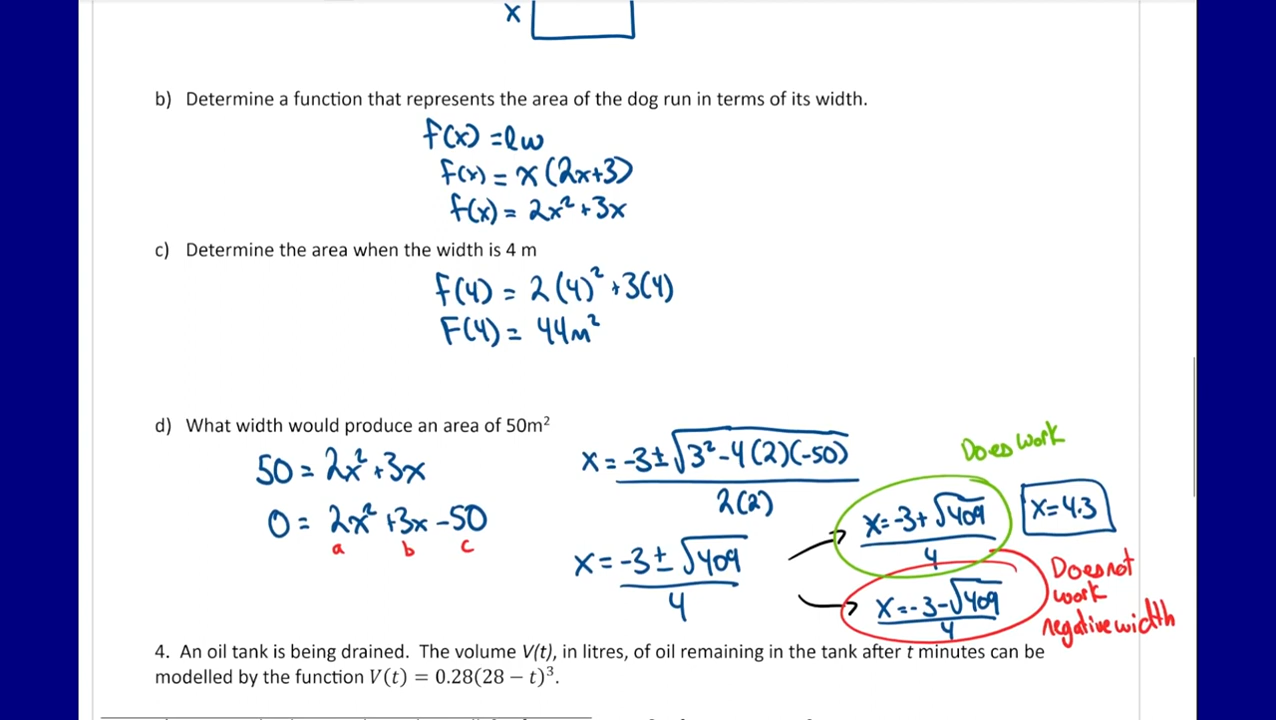 x
b) Determine a function that represents the area of the dog run in terms of its width.
f(x) = lw
f(x) = x(2x+3)
f(x) = 2x² + 3x
c) Determine the area when the width is 4 m
f(4) = 2(4)² + 3(4)
F(4) = 44m²
d) What width would produce an area of 50m²
50 = 2x² + 3x
0 = 2x² + 3x - 50
a b c
x = -3 ± √3² - 4(2)(-50)
2(2)
x = -3 ± √409
4
Does work
x = -3 + √409
4
x = 4.3
x = -3 - √409
4
Does not
work
negative width
4. An oil tank is being drained. The volume V(t), in litres, of oil remaining in the tank after t minutes can be
modelled by the function V(t) = 0.28(28 − t)³.